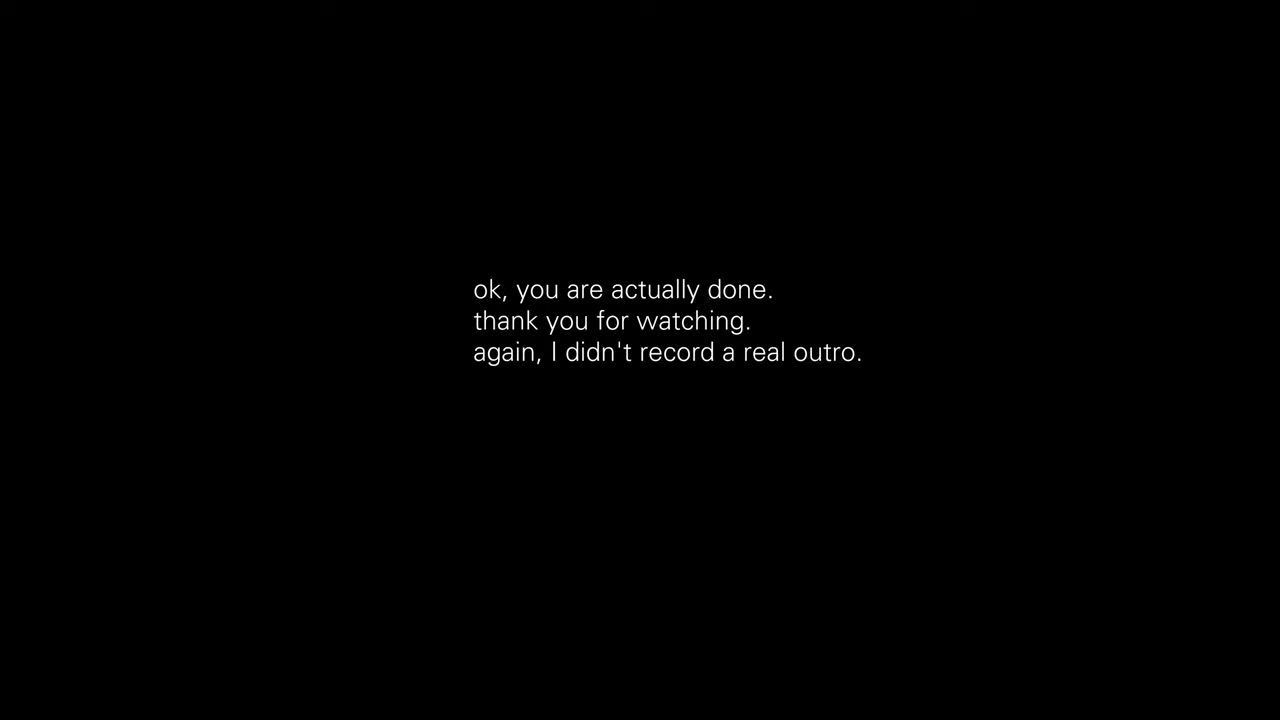 ok, you are actually done.
thank you for watching.
again, I didn't record a real outro.